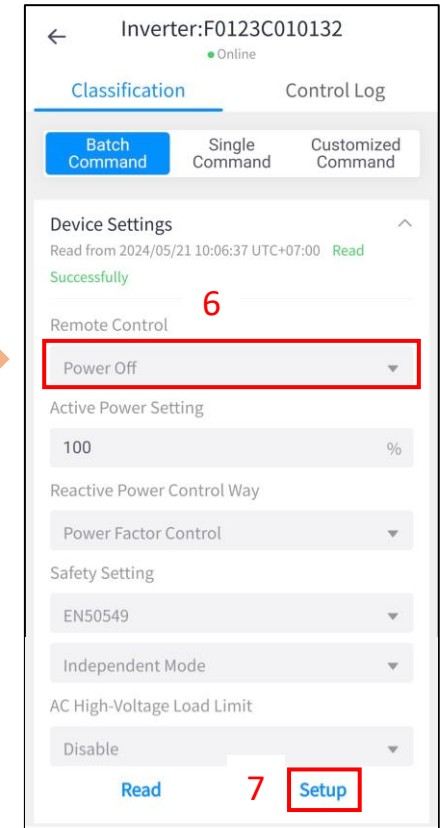 Inverter:F0123C010132
Online
Classification Control Log
Batch Command Single Command Customized Command
Device Settings
Read from 2024/05/21 10:06:37 UTC+07:00 Read
Successfully
6
Remote Control
Power Off
Active Power Setting
100 %
Reactive Power Control Way
Power Factor Control
Safety Setting
EN50549
Independent Mode
AC High-Voltage Load Limit
Disable
Read 7 Setup